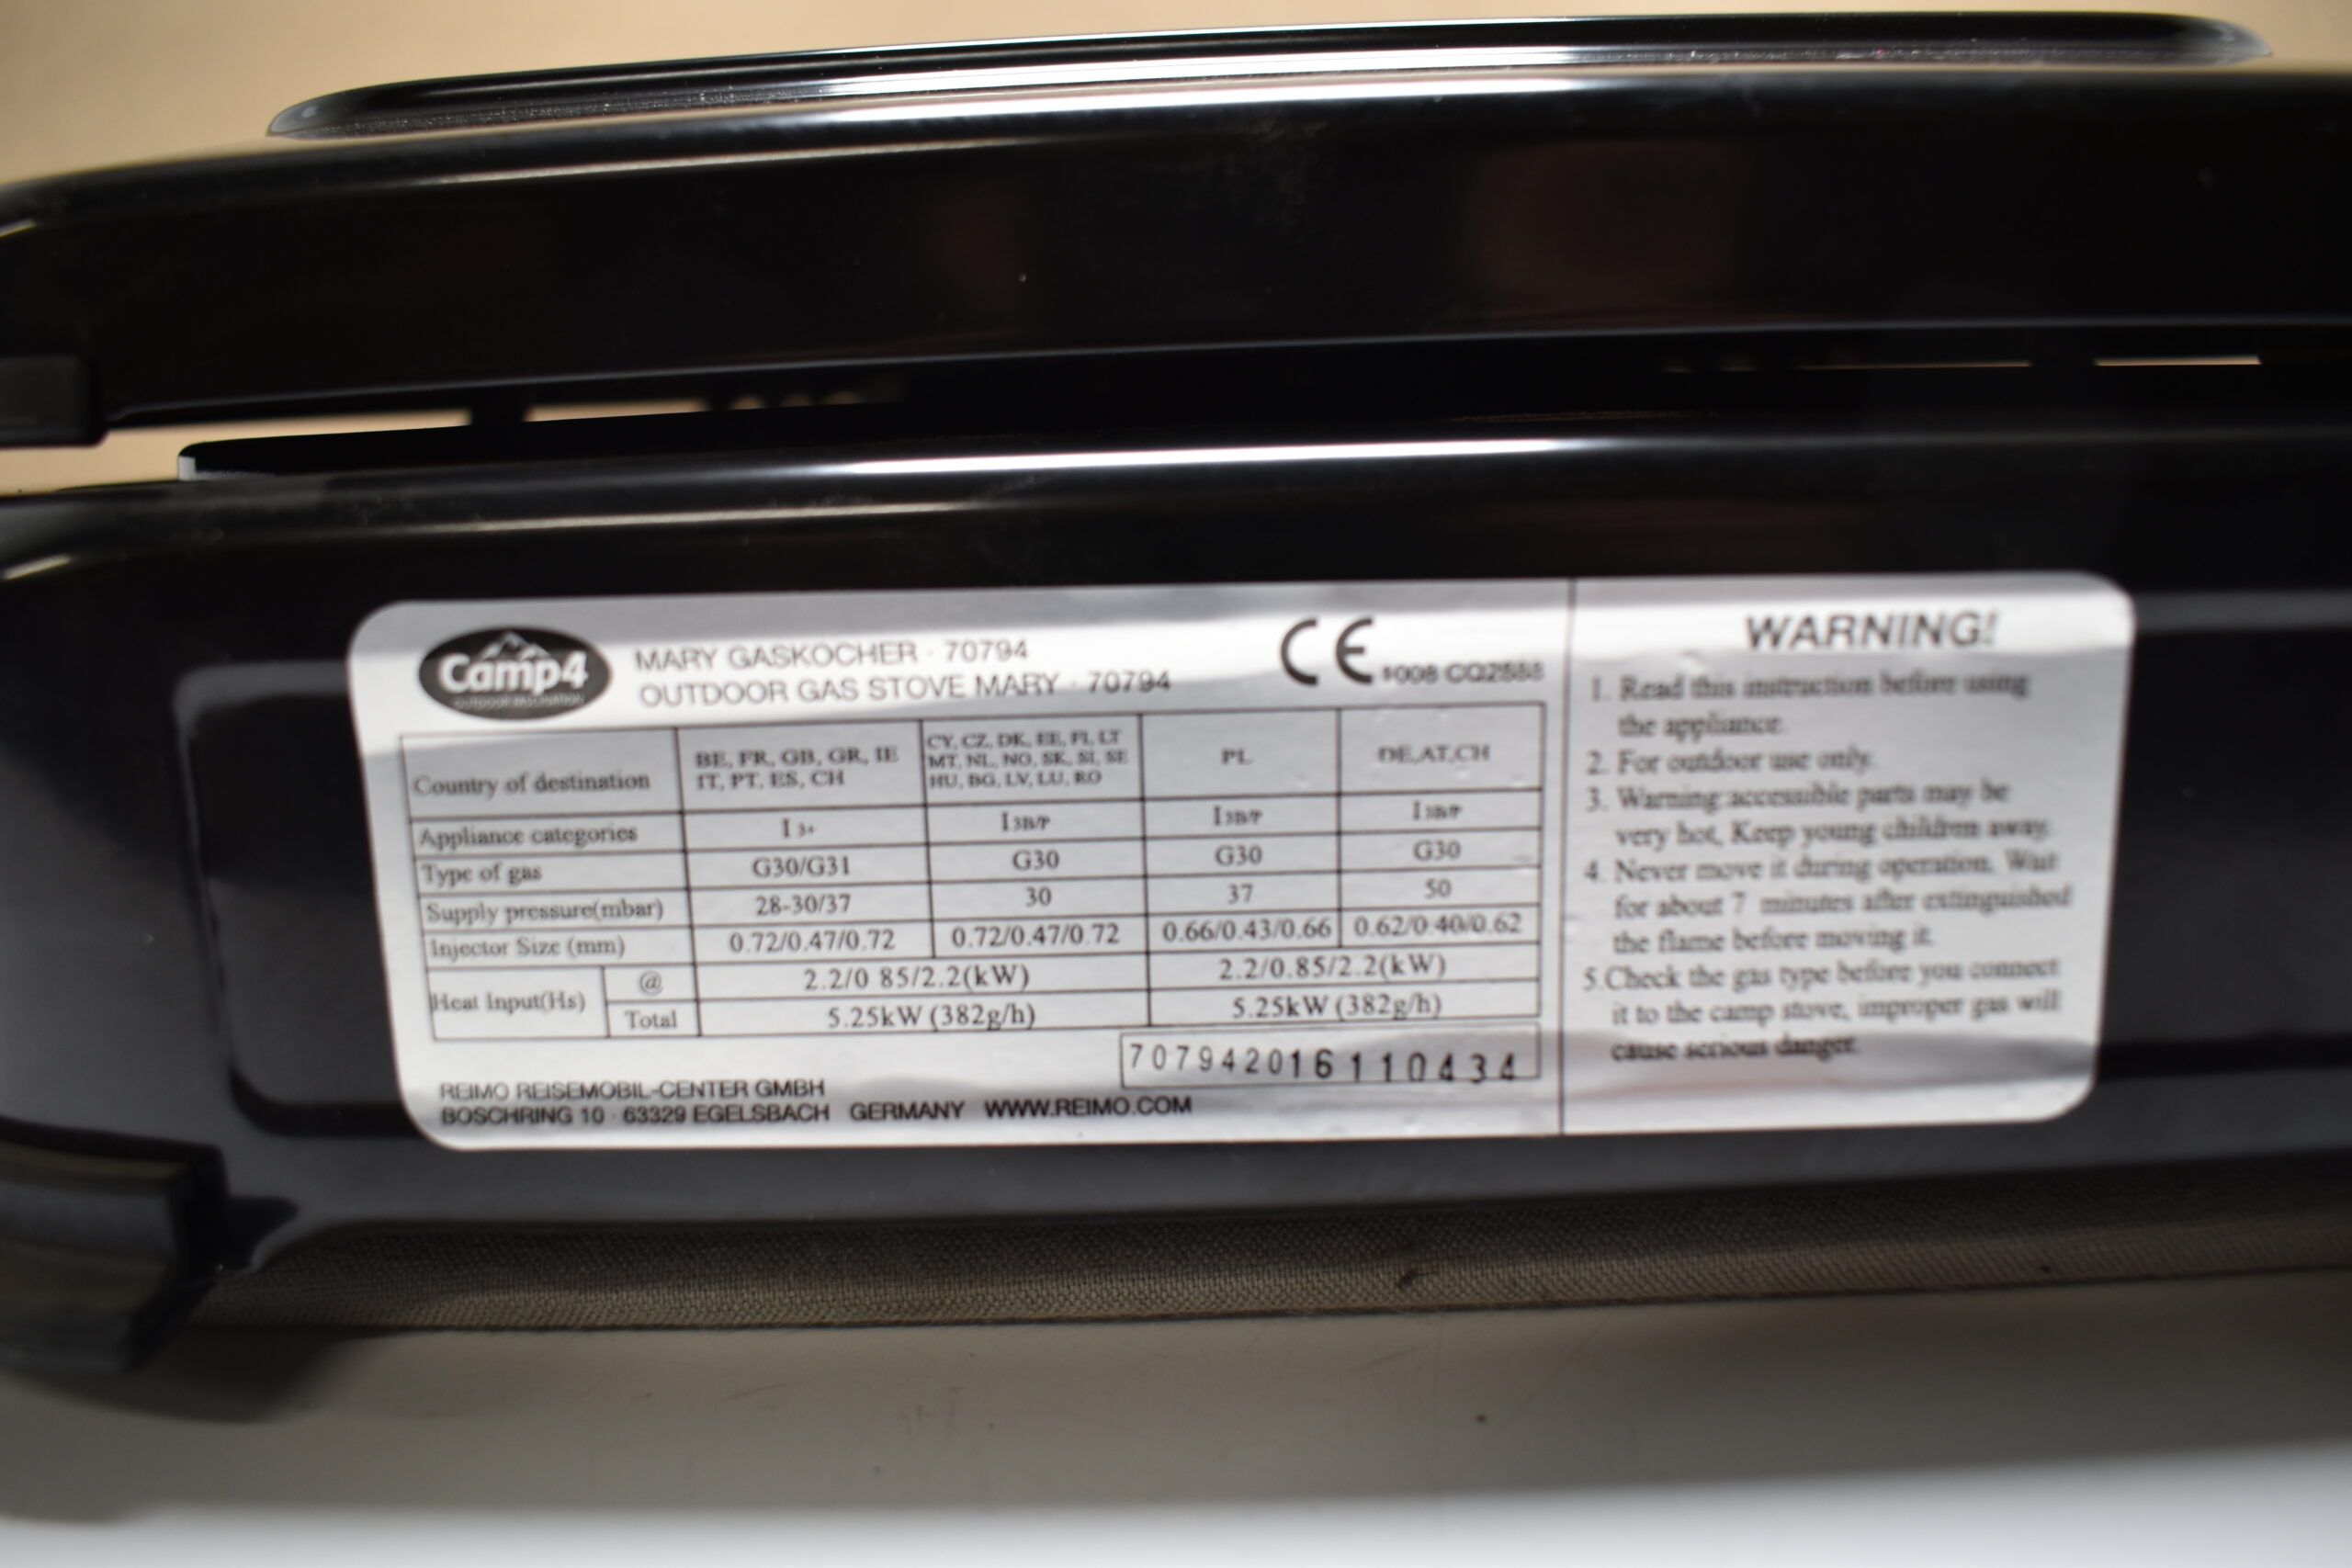 Camp4
OUTDOOR FASCINATION
MARY GASKOCHER · 70794
OUTDOOR GAS STOVE MARY · 70794
CE
Country of destination
BE, FR, GB, GR, IE
IT, PT, ES, CH
CY, CZ, DK, EE, FI, LT
MT, NL, NO, SK, SI, SE
HU, BG, LV, LU, RO
PL
DE,AT,CH
Appliance categories I 3+ I3B/P I3B/P I3B/P
Type of gas G30/G31 G30 G30 G30
Supply pressure(mbar) 28-30/37 30 37 50
Injector Size (mm) 0.72/0.47/0.72 0.72/0.47/0.72 0.66/0.43/0.66 0.62/0.40/0.62
Heat Input(Hs)
@ 2.2/0 85/2.2(kW) 2.2/0.85/2.2(kW)
Total 5.25kW (382g/h) 5.25kW (382g/h)
707942016110434
REIMO REISEMOBIL-CENTER GMBH
BOSCHRING 10 · 63329 EGELSBACH GERMANY WWW.REIMO.COM
WARNING!
1. Read this instruction before using
the appliance.
2. For outdoor use only.
3. Warning:accessible parts may be
very hot, Keep young children away.
4. Never move it during operation. Wait
for about 7 minutes after extinguished
the flame before moving it.
5.Check the gas type before you connect
it to the camp stove, improper gas will
cause serious danger.